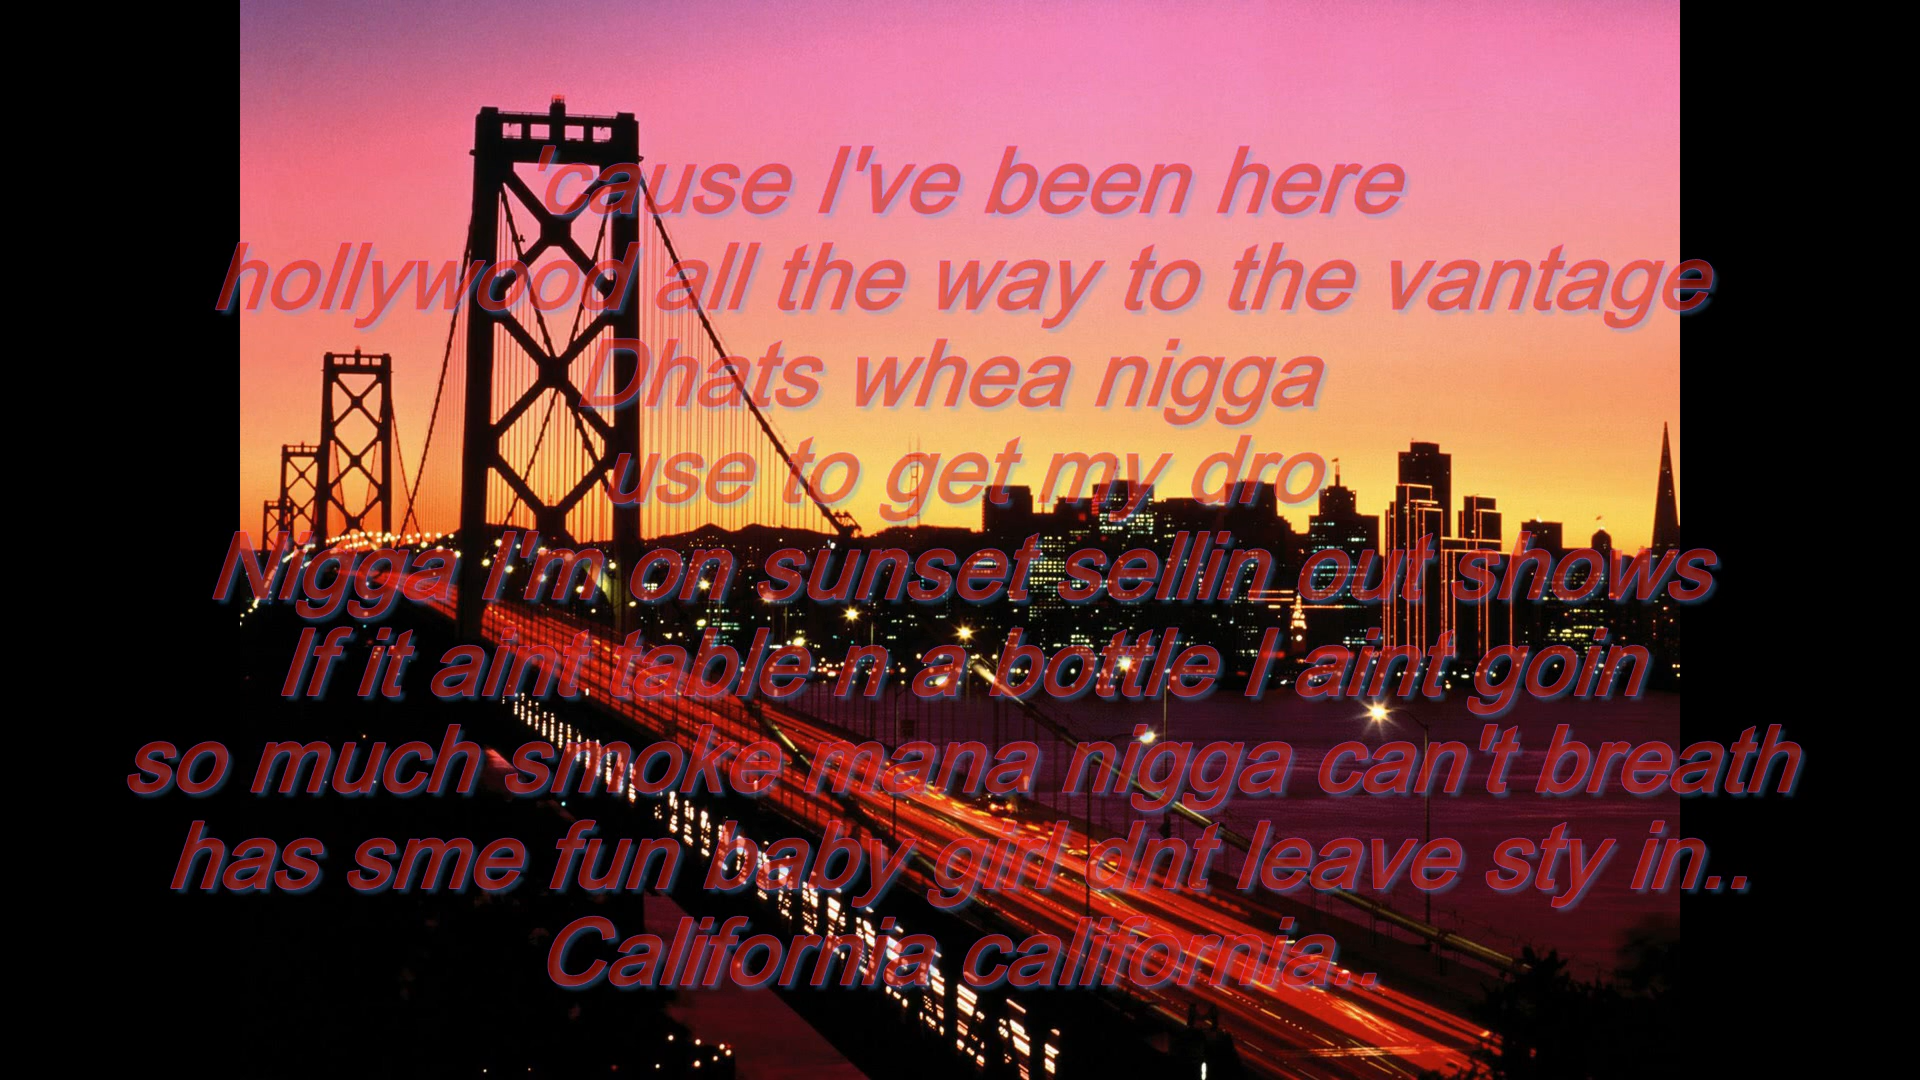 'cause I've been here
hollywood all the way to the vantage
Dhats whea nigga
use to get my dro
Nigga I'm on sunset sellin out shows
If it aint table n a bottle I aint goin
so much smoke mana nigga can't breath
has sme fun baby girl dnt leave sty in..
California california..